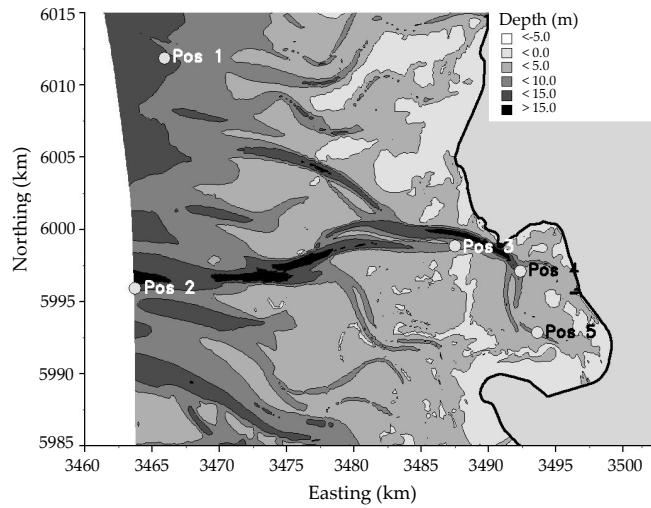 6015
6010
6005
6000
5995
5990
5985
Northing (km)
3460 3465 3470 3475 3480 3485 3490 3495 3500
Easting (km)
Depth (m)
<-5.0
<0.0
<5.0
<10.0
<15.0
>15.0
Pos 1
Pos 2
Pos 3
Pos 4
Pos 5